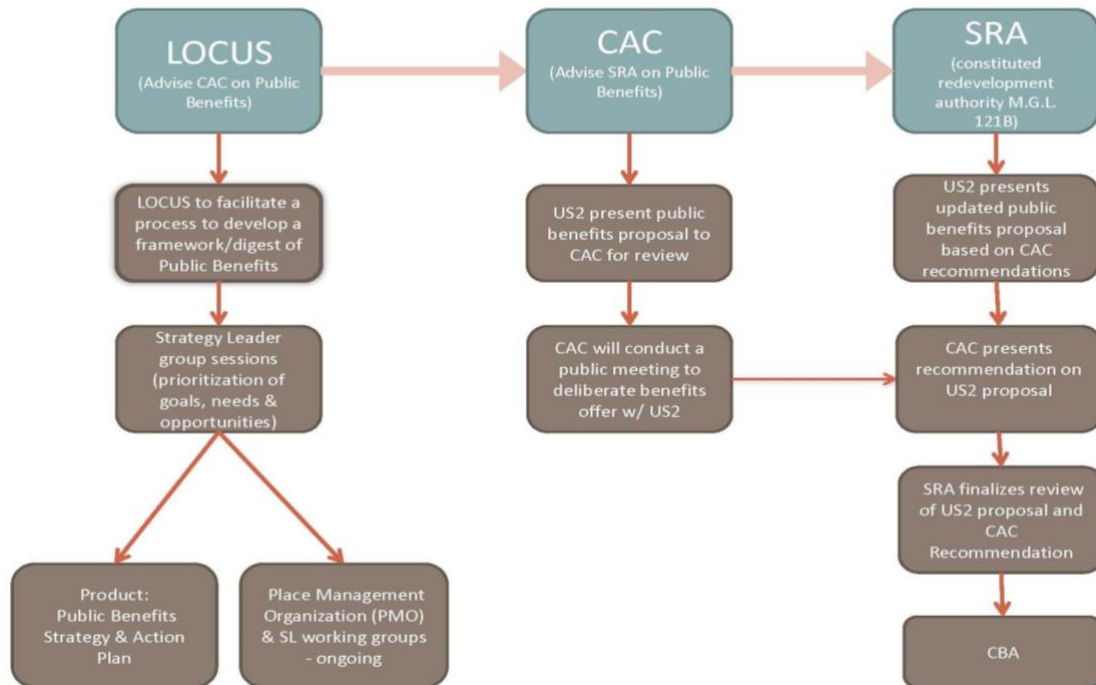 LOCUS
(Advise CAC on Public
Benefits)
CAC
(Advise SRA on Public
Benefits)
SRA
(constituted
redevelopment
authority M.G.L.
121B)
LOCUS to facilitate a
process to develop a
framework/digest of
Public Benefits
US2 present public
benefits proposal to
CAC for review
US2 presents
updated public
benefits proposal
based on CAC
recommendations
Strategy Leader
group sessions
(prioritization of
goals, needs &
opportunities)
CAC will conduct a
public meeting to
deliberate benefits
offer w/ US2
CAC presents
recommendation on
US2 proposal
SRA finalizes review
of US2 proposal and
CAC
Recommendation
Product:
Public Benefits
Strategy & Action
Plan
Place Management
Organization (PMO)
& SL working groups
- ongoing
CBA